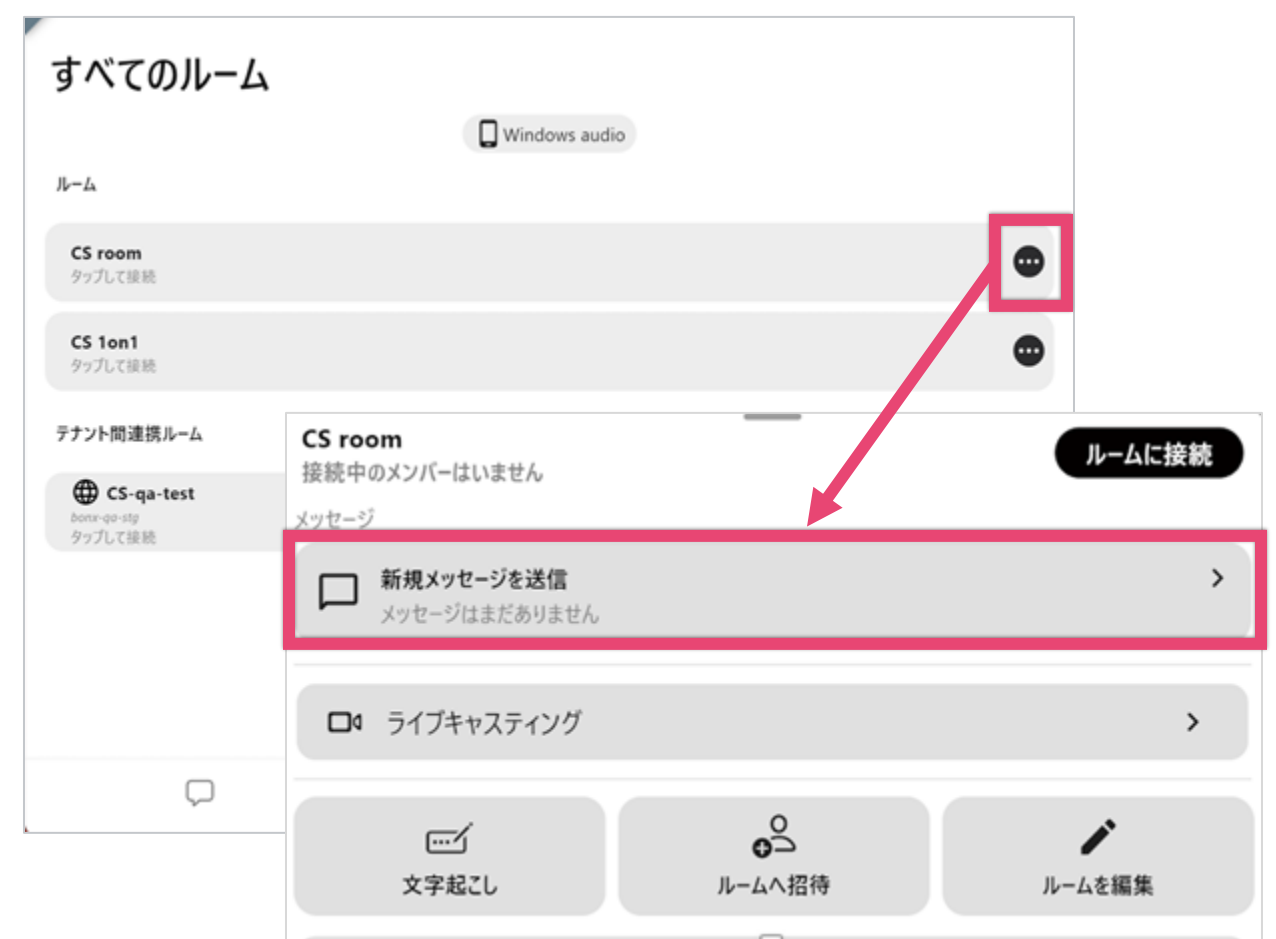 すべてのルーム
Windows audio
ルーム
CS room
タップして接続
CS 1on1
タップして接続
テナント間連携ルーム
CS-qa-test
bonx-qa-stg
タップして接続
CS room
接続中のメンバーはいません
ルームに接続
メッセージ
新規メッセージを送信
メッセージはまだありません
ライブキャスティング
文字起こし
ルームへ招待
ルームを編集